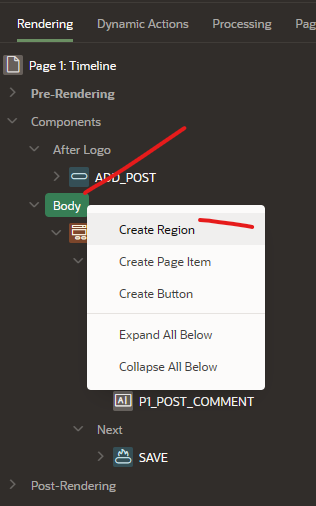 Rendering Dynamic Actions Processing Pag
Page 1: Timeline
Pre-Rendering
Components
After Logo
ADD_POST
Body
Create Region
Create Page Item
Create Button
Expand All Below
Collapse All Below
P1_POST_COMMENT
Next
SAVE
Post-Rendering